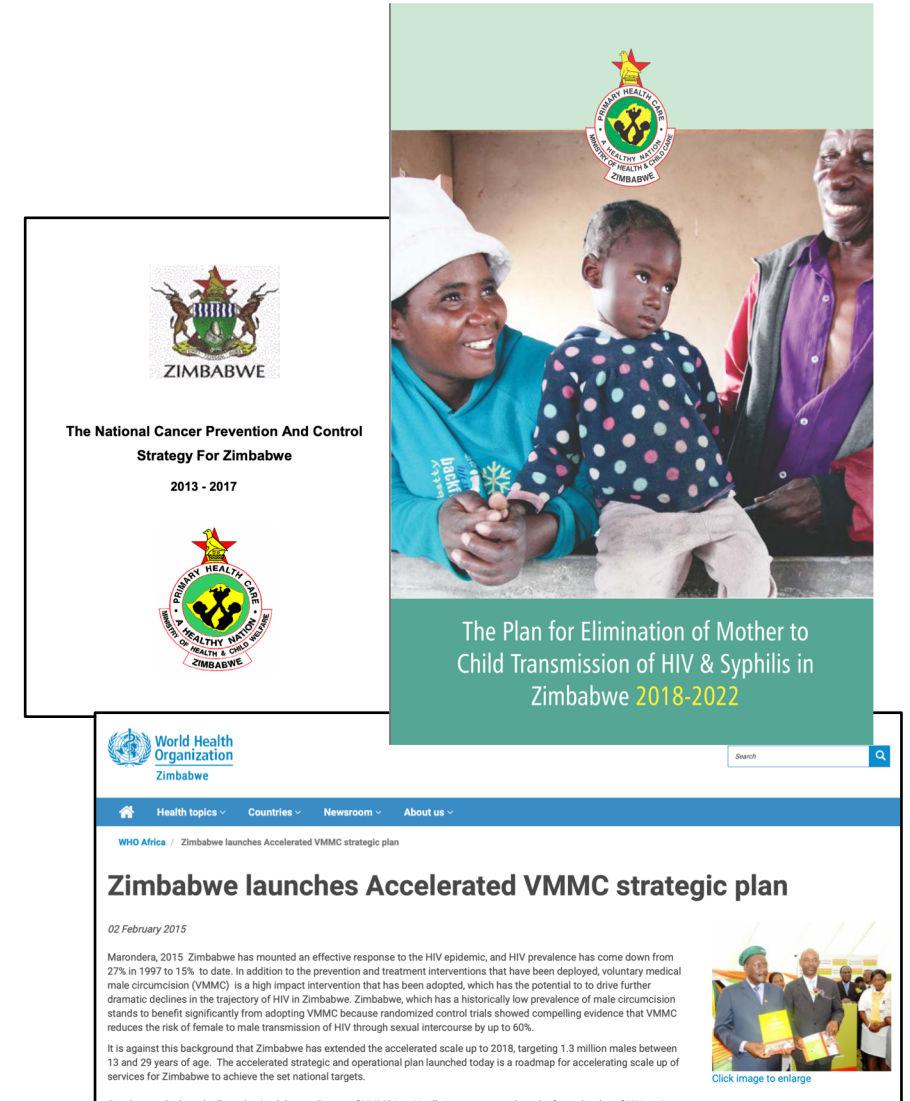 PRIMARY HEALTH CARE
A HEALTHY NATION
MINISTRY OF HEALTH & CHILD CARE
ZIMBABWE
The Plan for Elimination of Mother to
Child Transmission of HIV & Syphilis in
Zimbabwe 2018-2022
ZIMBABWE
The National Cancer Prevention And Control
Strategy For Zimbabwe
2013 - 2017
PRIMARY HEALTH CARE
A HEALTHY NATION
MINISTRY OF HEALTH & CHILD WELFARE
ZIMBABWE
World Health
Organization
Zimbabwe
Search
Health topics
Countries
Newsroom
About us
WHO Africa / Zimbabwe launches Accelerated VMMC strategic plan
Zimbabwe launches Accelerated VMMC strategic plan
02 February 2015
Marondera, 2015 Zimbabwe has mounted an effective response to the HIV epidemic, and HIV prevalence has come down from
27% in 1997 to 15% to date. In addition to the prevention and treatment interventions that have been deployed, voluntary medical
male circumcision (VMMC) is a high impact intervention that has been adopted, which has the potential to to drive further
dramatic declines in the trajectory of HIV in Zimbabwe. Zimbabwe, which has a historically low prevalence of male circumcision
stands to benefit significantly from adopting VMMC because randomized control trials showed compelling evidence that VMMC
reduces the risk of female to male transmission of HIV through sexual intercourse by up to 60%.
It is against this background that Zimbabwe has extended the accelerated scale up to 2018, targeting 1.3 million males between
13 and 29 years of age. The accelerated strategic and operational plan launched today is a roadmap for accelerating scale up of
services for Zimbabwe to achieve the set national targets.
Click image to enlarge